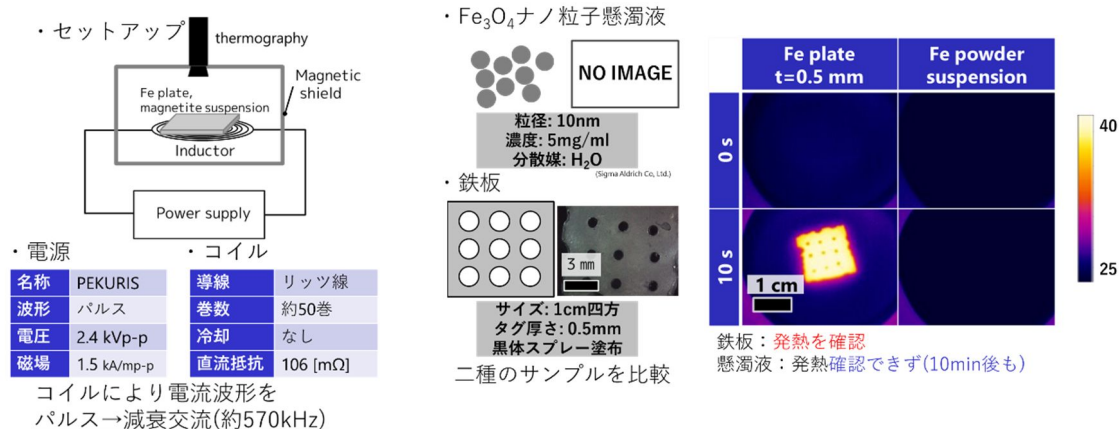 ・セットアップ
thermography
Magnetic
shield
Fe plate,
magnetite suspension
Inductor
Power supply
・電源
名称 PEKURIS
波形 パルス
電圧 2.4 kVp-p
磁場 1.5 kA/mp-p
・コイル
導線 リッツ線
巻数 約50巻
冷却 なし
直流抵抗 106 [mΩ]
コイルにより電流波形を
パルス→減衰交流(約570kHz)
・Fe₃O₄ナノ粒子懸濁液
NO IMAGE
粒径: 10nm
濃度: 5mg/ml
分散媒: H₂O
(Sigma Aldrich Co, Ltd.)
・鉄板
3 ㎜
サイズ: 1cm四方
タグ厚さ: 0.5mm
黒体スプレー塗布
二種のサンプルを比較
Fe plate
t=0.5 mm
Fe powder
suspension
0 s
10 s
1 cm
40
25
鉄板：発熱を確認
懸濁液：発熱確認できず(10min後も)